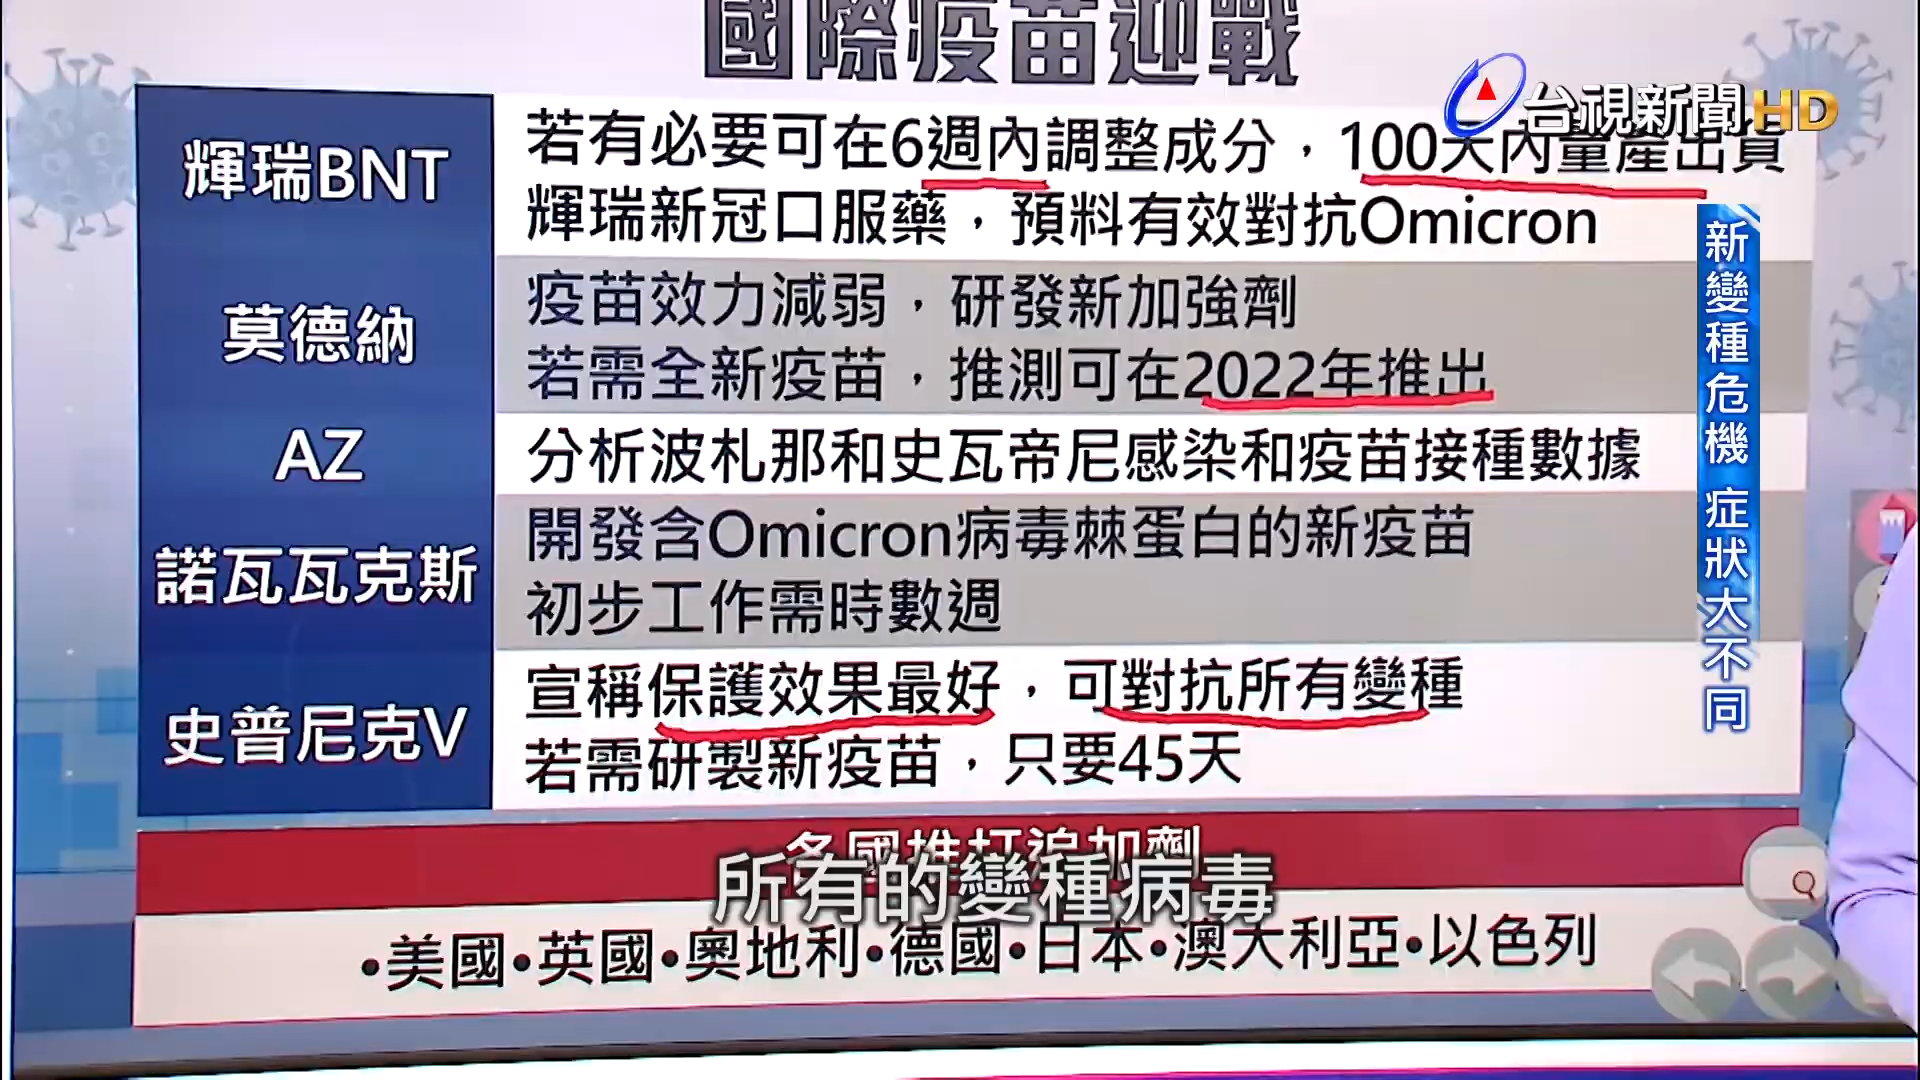 國際疫苗迎戰
台視新聞HD
輝瑞BNT
若有必要可在6週內調整成分，100天內量產出貨
輝瑞新冠口服藥，預料有效對抗Omicron
莫德納
疫苗效力減弱，研發新加強劑
若需全新疫苗，推測可在2022年推出
AZ
分析波札那和史瓦帝尼感染和疫苗接種數據
諾瓦瓦克斯
開發含Omicron病毒棘蛋白的新疫苗
初步工作需時數週
史普尼克V
宣稱保護效果最好，可對抗所有變種
若需研製新疫苗，只要45天
各國推打追加劑
所有的變種病毒
•美國•英國•奧地利•德國•日本•澳大利亞•以色列
新變種危機 症狀大不同